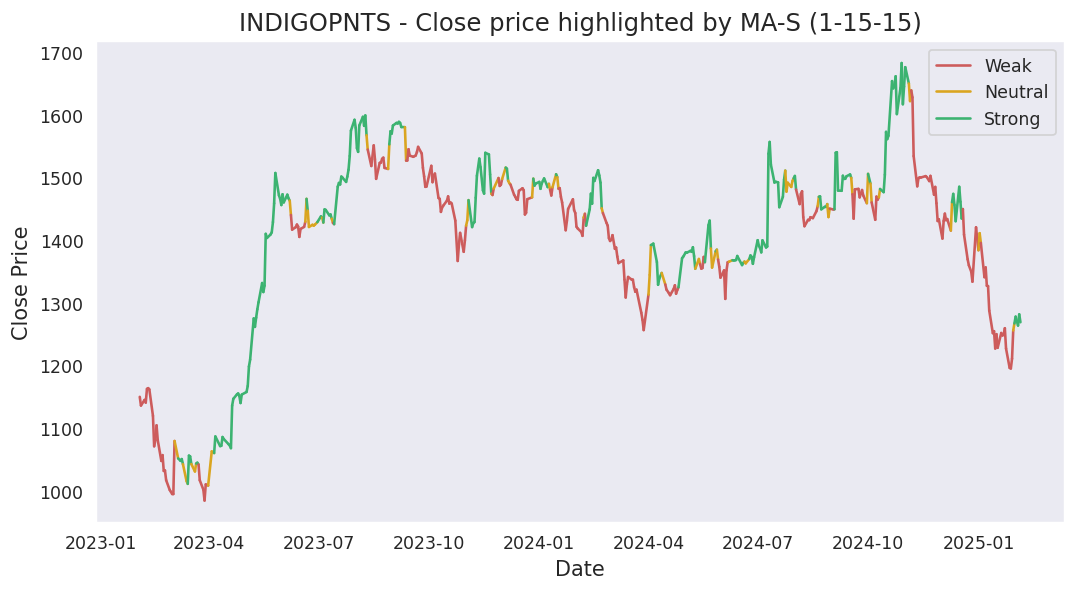 INDIGOPNTS - Close price highlighted by MA-S (1-15-15)
Weak
Neutral
Strong
Close Price
1700
1600
1500
1400
1300
1200
1100
1000
2023-01 2023-04 2023-07 2023-10 2024-01 2024-04 2024-07 2024-10 2025-01
Date